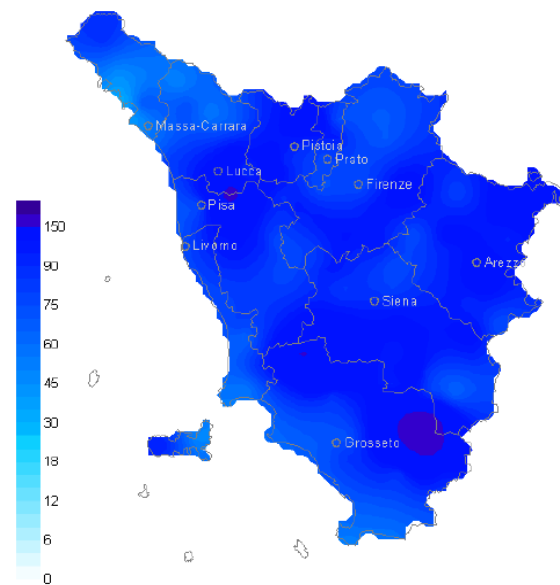 Massa-Carrara
Pistoia
Prato
Lucca
Firenze
Pisa
Livorno
Arezzo
Siena
Grosseto
150
90
75
60
45
30
18
12
6
0